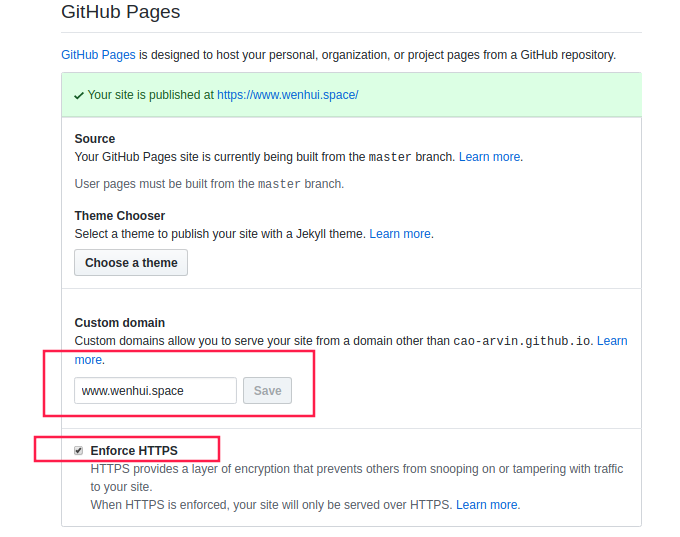 GitHub Pages
GitHub Pages is designed to host your personal, organization, or project pages from a GitHub repository.
Your site is published at https://www.wenhui.space/
Source
Your GitHub Pages site is currently being built from the master branch. Learn more.
User pages must be built from the master branch.
Theme Chooser
Select a theme to publish your site with a Jekyll theme. Learn more.
Choose a theme
Custom domain
Custom domains allow you to serve your site from a domain other than cao-arvin.github.io. Learn
more.
www.wenhui.space Save
Enforce HTTPS
HTTPS provides a layer of encryption that prevents others from snooping on or tampering with traffic
to your site.
When HTTPS is enforced, your site will only be served over HTTPS. Learn more.